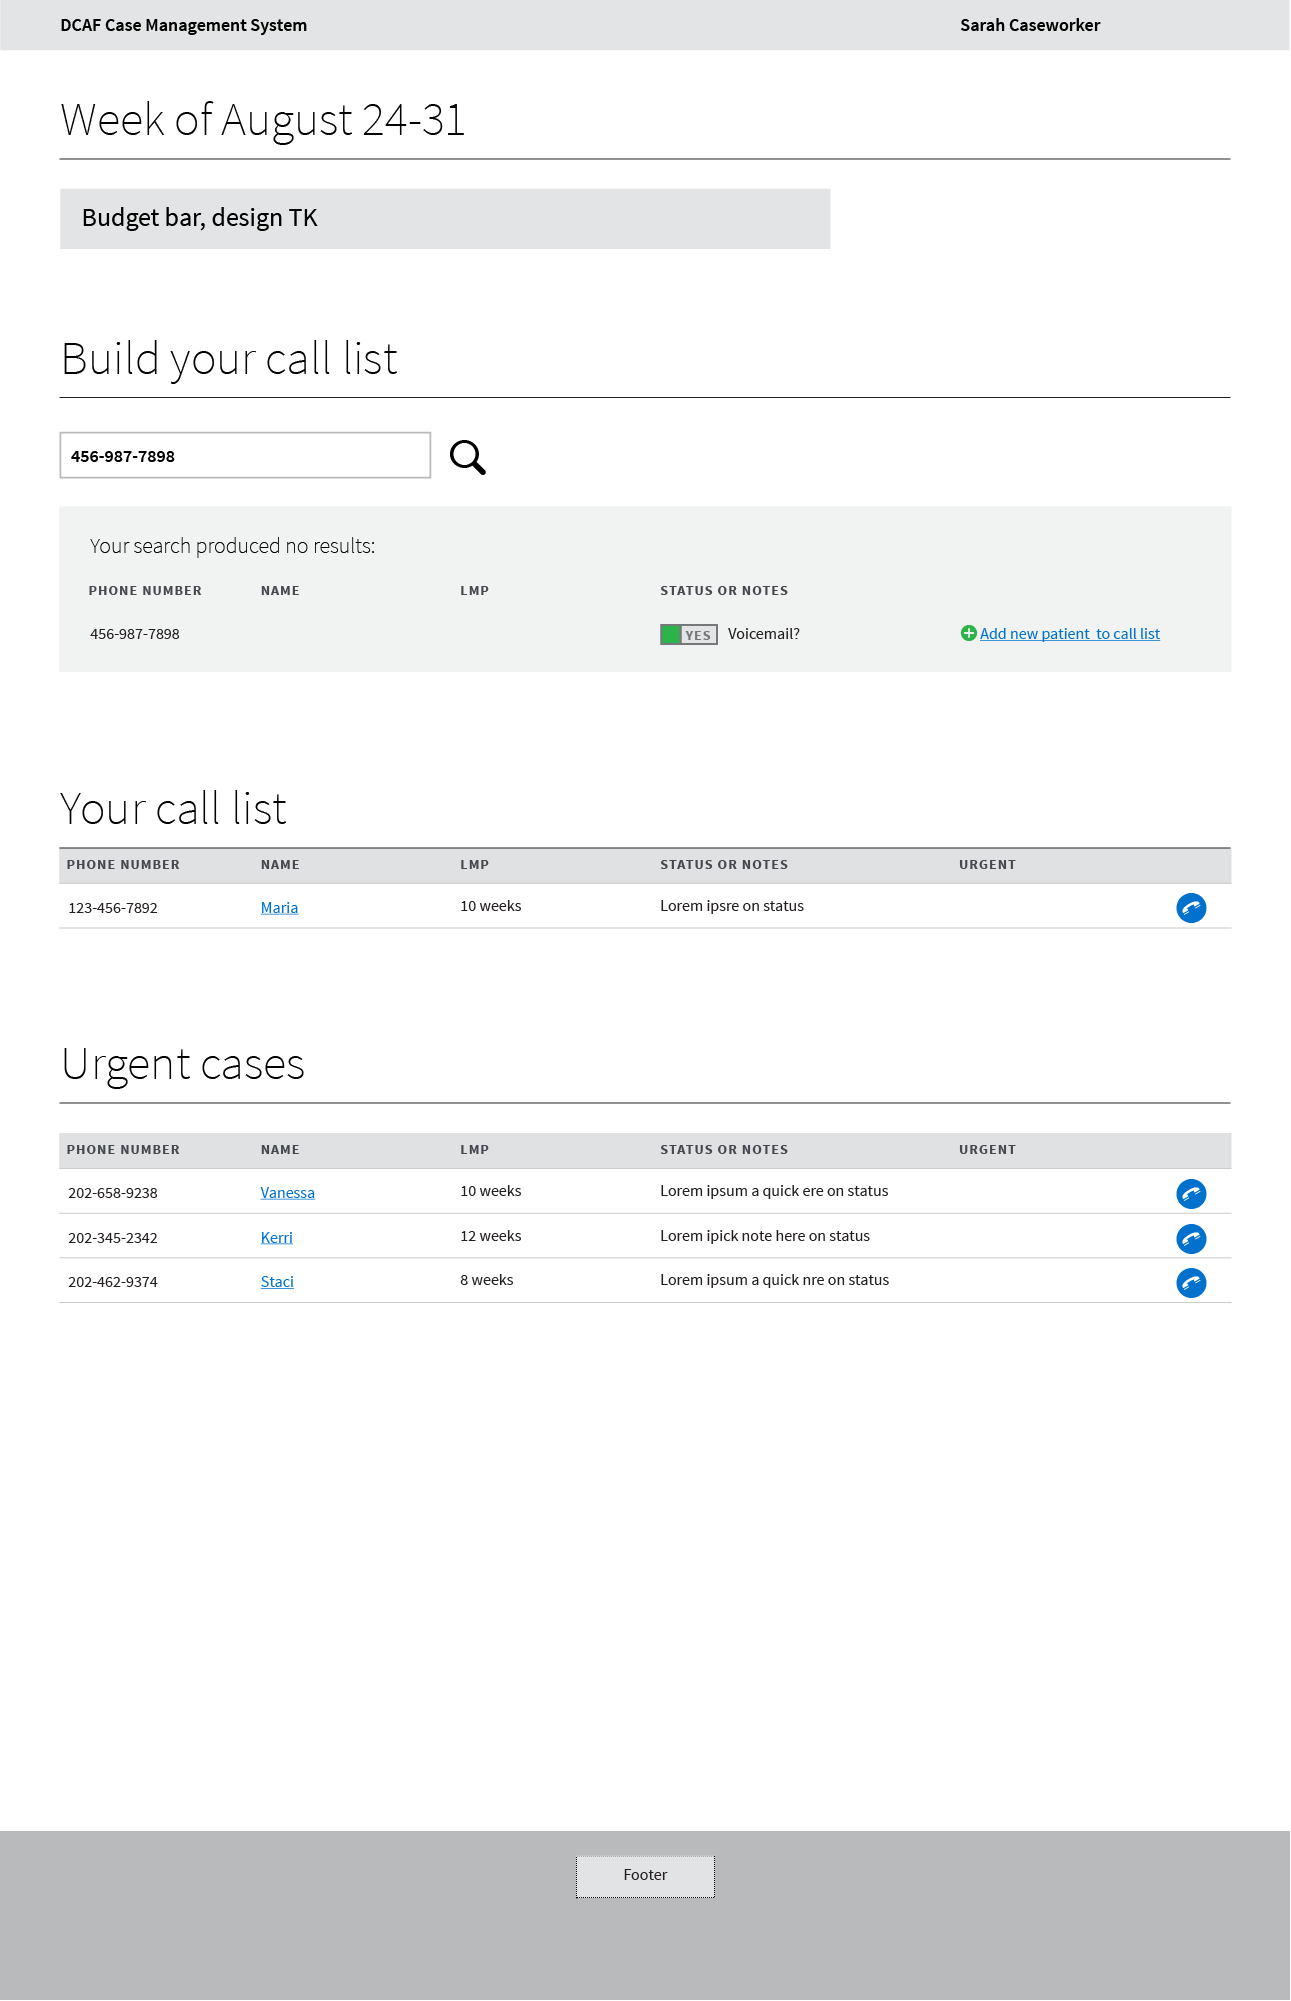 DCAF Case Management System Sarah Caseworker
Week of August 24-31
Budget bar, design TK
Build your call list
456-987-7898
Your search produced no results:
PHONE NUMBER NAME LMP STATUS OR NOTES
456-987-7898 YES Voicemail? Add new patient to call list
Your call list
PHONE NUMBER NAME LMP STATUS OR NOTES URGENT
123-456-7892 Maria 10 weeks Lorem ipsre on status
Urgent cases
PHONE NUMBER NAME LMP STATUS OR NOTES URGENT
202-658-9238 Vanessa 10 weeks Lorem ipsum a quick ere on status
202-345-2342 Kerri 12 weeks Lorem ipick note here on status
202-462-9374 Staci 8 weeks Lorem ipsum a quick nre on status
Footer